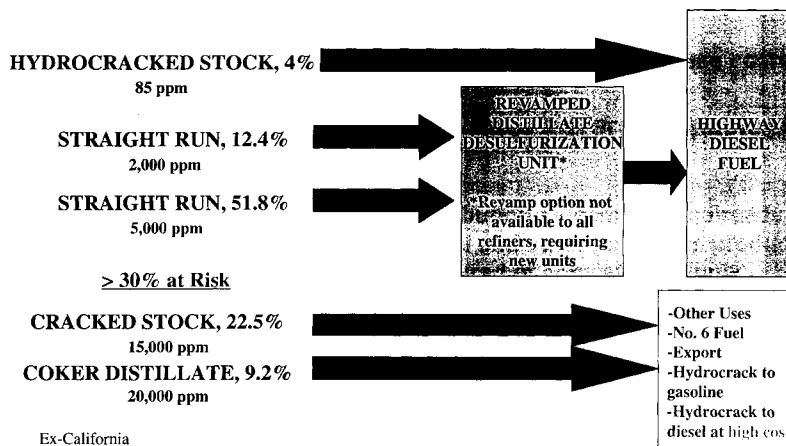 HYDROCRACKED STOCK, 4%
85 ppm
STRAIGHT RUN, 12.4%
2,000 ppm
STRAIGHT RUN, 51.8%
5,000 ppm
> 30% at Risk
CRACKED STOCK, 22.5%
15,000 ppm
COKER DISTILLATE, 9.2%
20,000 ppm
Ex-California
REVAMPED
DISTILLATE
DESULFURIZATION
UNIT*
*Revamp option not
available to all
refiners, requiring
new units
HIGHWAY
DIESEL
FUEL
-Other Uses
-No. 6 Fuel
-Export
-Hydrocrack to
gasoline
-Hydrocrack to
diesel at high cos